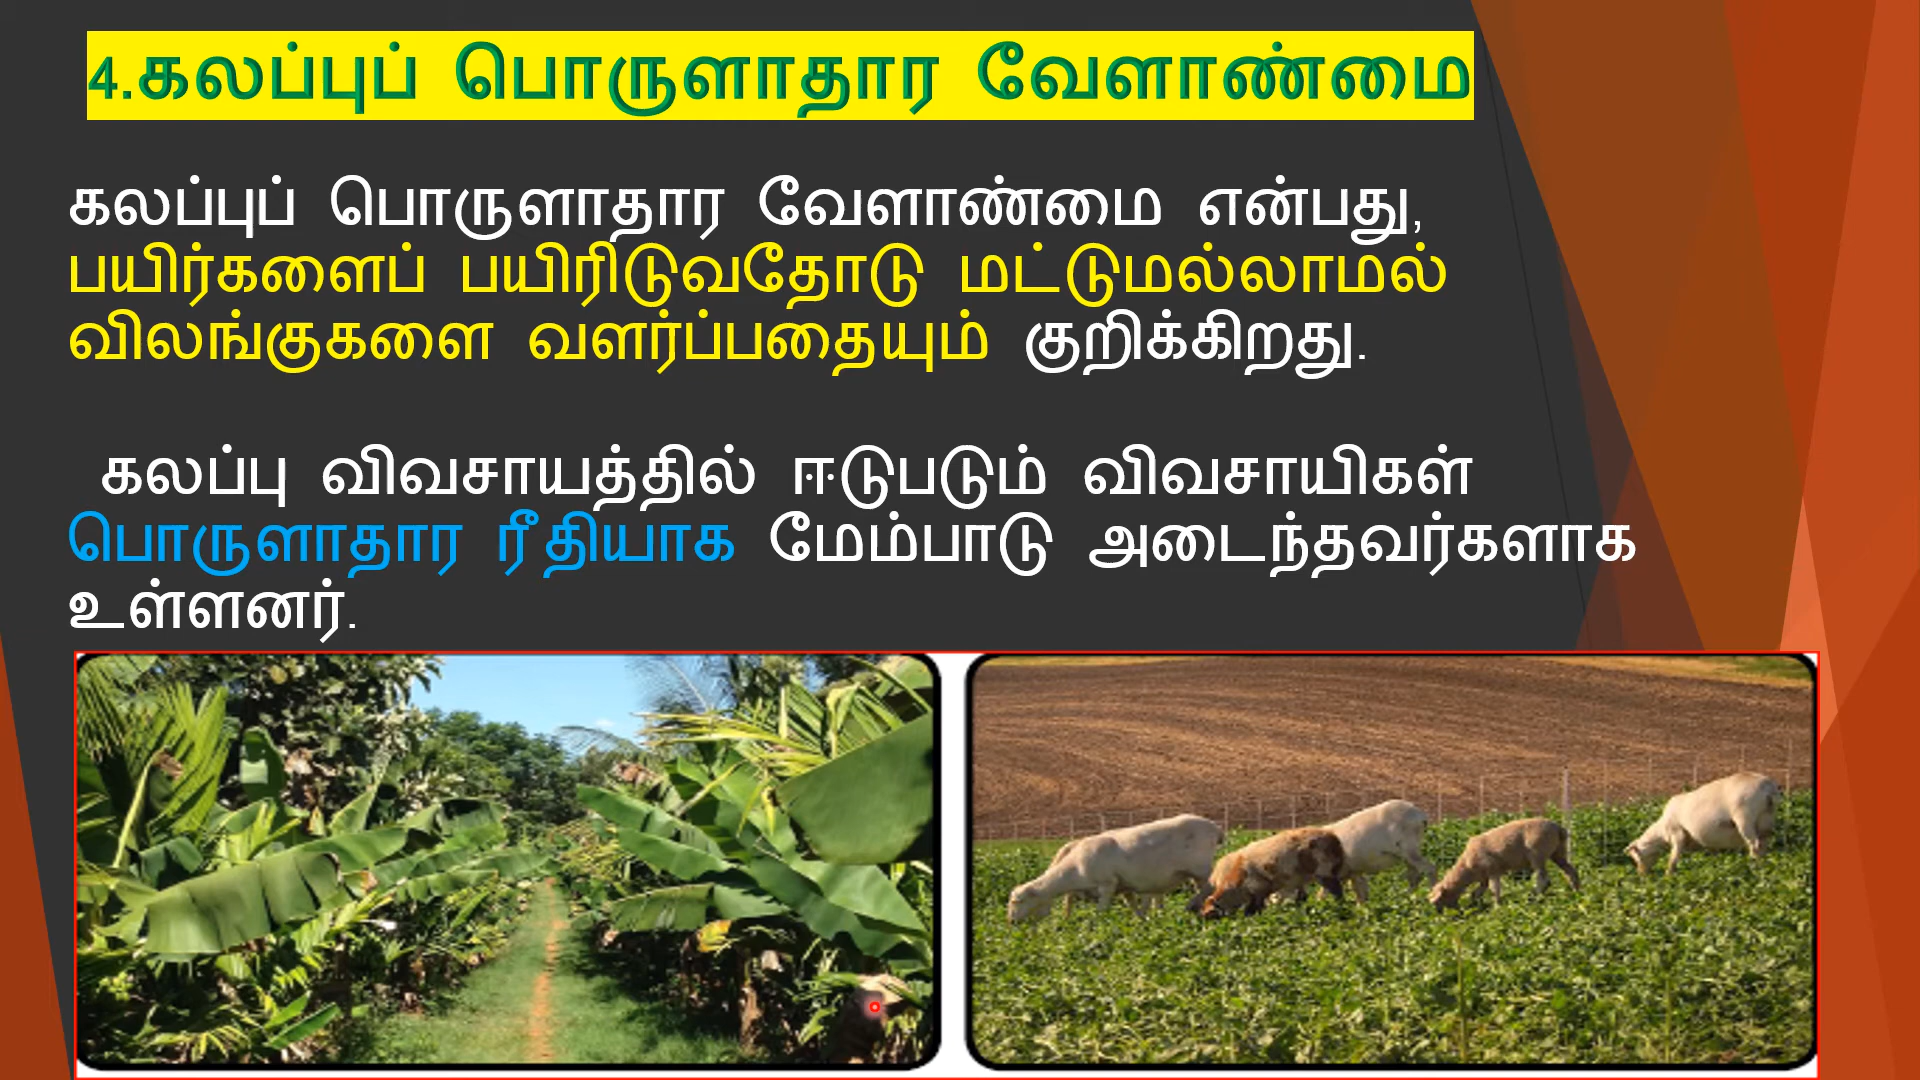 4.கலப்புப் பொருளாதார வேளாண்மை
கலப்புப் பொருளாதார வேளாண்மை என்பது,
பயிர்களைப் பயிரிடுவதோடு மட்டுமல்லாமல்
விலங்குகளை வளர்ப்பதையும் குறிக்கிறது.
கலப்பு விவசாயத்தில் ஈடுபடும் விவசாயிகள்
பொருளாதார ரீதியாக மேம்பாடு அடைந்தவர்களாக
உள்ளனர்.